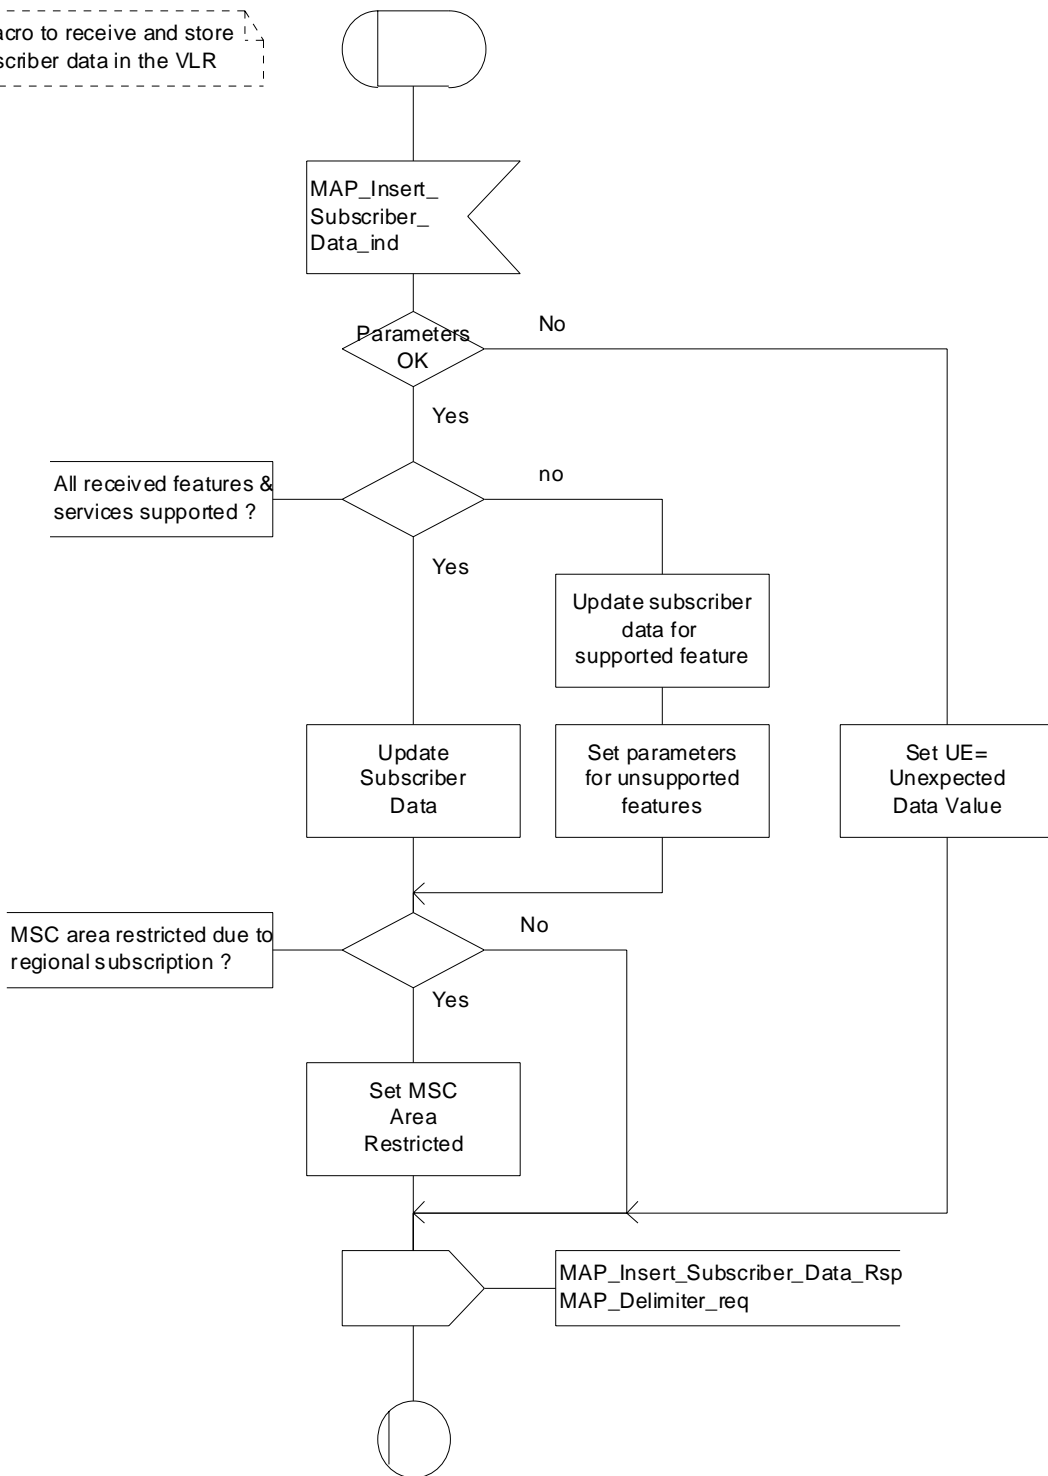 acro to receive and store
scriber data in the VLR
MAP_Insert_
Subscriber_
Data_ind
Parameters
OK
No
Yes
All received features &
services supported ?
no
Yes
Update subscriber
data for
supported feature
Update
Subscriber
Data
Set parameters
for unsupported
features
Set UE=
Unexpected
Data Value
MSC area restricted due to
regional subscription ?
No
Yes
Set MSC
Area
Restricted
MAP_Insert_Subscriber_Data_Rsp
MAP_Delimiter_req